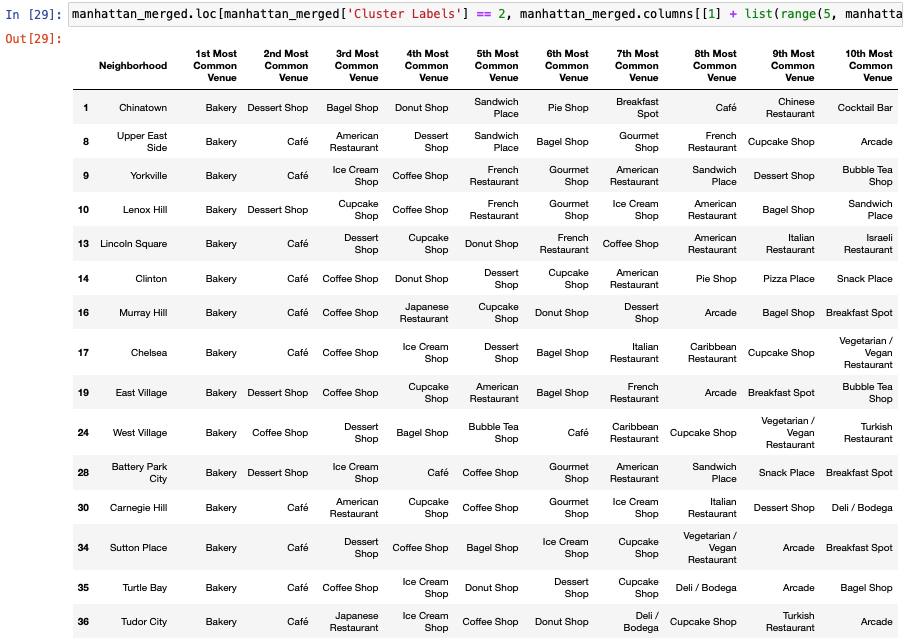 In [29]: manhattan_merged.loc[manhattan_merged['Cluster Labels'] == 2, manhattan_merged.columns[[1] + list(range(5, manhatta
Out[29]:
Neighborhood 1st Most Common Venue 2nd Most Common Venue 3rd Most Common Venue 4th Most Common Venue 5th Most Common Venue 6th Most Common Venue 7th Most Common Venue 8th Most Common Venue 9th Most Common Venue 10th Most Common Venue
1 Chinatown Bakery Dessert Shop Bagel Shop Donut Shop Sandwich Place Pie Shop Breakfast Spot Café Chinese Restaurant Cocktail Bar
8 Upper East Side Bakery Café American Restaurant Dessert Shop Sandwich Place Bagel Shop Gourmet Shop French Restaurant Cupcake Shop Arcade
9 Yorkville Bakery Café Ice Cream Shop Coffee Shop French Restaurant Gourmet Shop American Restaurant Sandwich Place Dessert Shop Bubble Tea Shop
10 Lenox Hill Bakery Dessert Shop Cupcake Shop Coffee Shop French Restaurant Gourmet Shop Ice Cream Shop American Restaurant Bagel Shop Sandwich Place
13 Lincoln Square Bakery Café Dessert Shop Cupcake Shop Donut Shop French Restaurant Coffee Shop American Restaurant Italian Restaurant Israeli Restaurant
14 Clinton Bakery Café Coffee Shop Donut Shop Dessert Shop Cupcake Shop American Restaurant Pie Shop Pizza Place Snack Place
16 Murray Hill Bakery Café Coffee Shop Japanese Restaurant Cupcake Shop Donut Shop Dessert Shop Arcade Bagel Shop Breakfast Spot
17 Chelsea Bakery Café Coffee Shop Ice Cream Shop Dessert Shop Bagel Shop Italian Restaurant Caribbean Restaurant Cupcake Shop Vegetarian / Vegan Restaurant
19 East Village Bakery Dessert Shop Coffee Shop Cupcake Shop American Restaurant Bagel Shop French Restaurant Arcade Breakfast Spot Bubble Tea Shop
24 West Village Bakery Coffee Shop Dessert Shop Bagel Shop Bubble Tea Shop Café Caribbean Restaurant Cupcake Shop Vegetarian / Vegan Restaurant Turkish Restaurant
28 Battery Park City Bakery Dessert Shop Ice Cream Shop Café Coffee Shop Gourmet Shop American Restaurant Sandwich Place Snack Place Breakfast Spot
30 Carnegie Hill Bakery Café American Restaurant Cupcake Shop Coffee Shop Gourmet Shop Ice Cream Shop Italian Restaurant Dessert Shop Deli / Bodega
34 Sutton Place Bakery Café Dessert Shop Coffee Shop Bagel Shop Ice Cream Shop Cupcake Shop Vegetarian / Vegan Restaurant Arcade Breakfast Spot
35 Turtle Bay Bakery Café Coffee Shop Ice Cream Shop Donut Shop Dessert Shop Cupcake Shop Deli / Bodega Arcade Bagel Shop
36 Tudor City Bakery Café Japanese Restaurant Ice Cream Shop Coffee Shop Donut Shop Deli / Bodega Cupcake Shop Turkish Restaurant Arcade